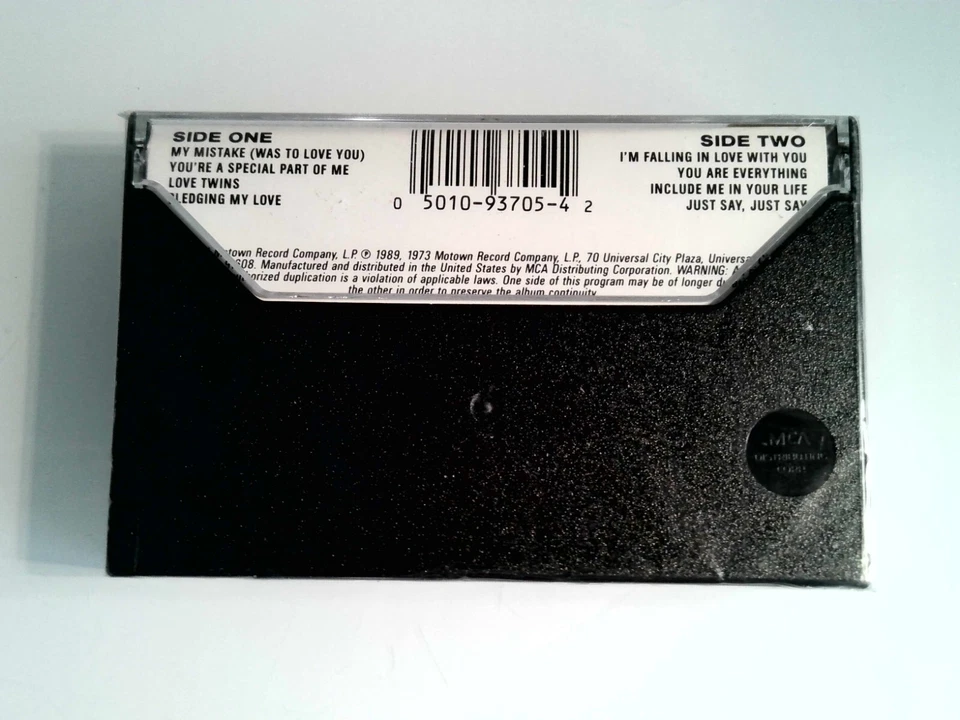 SIDE ONE
MY MISTAKE (WAS TO LOVE YOU)
YOU'RE A SPECIAL PART OF ME
LOVE TWINS
PLEDGING MY LOVE
0 5010-93705-4 2
SIDE TWO
I'M FALLING IN LOVE WITH YOU
YOU ARE EVERYTHING
INCLUDE ME IN YOUR LIFE
JUST SAY, JUST SAY
Record Company, L.P. ℗ 1989, 1973 Motown Record Company, L.P., 70 Universal City Plaza,
608. Manufactured and distributed in the United States by MCA Distributing Corporation. WARNING:
duplication is a violation of applicable laws. One side of this program may be of longer
the other in order to preserve the album continuity.
MCA
DISTRIBUTING
CORP.